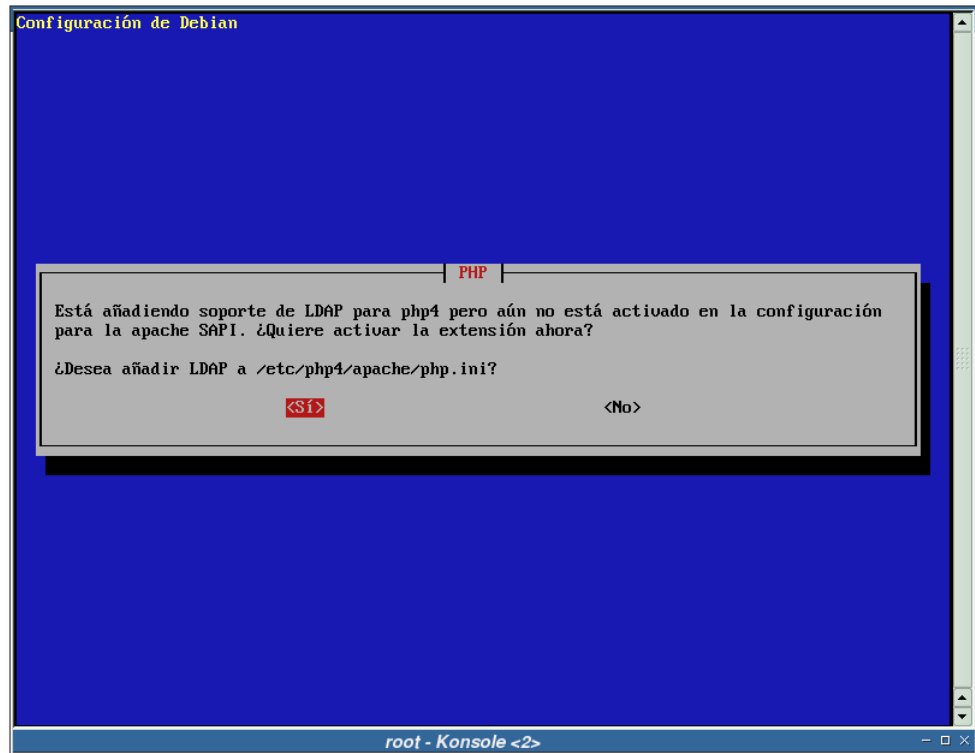 Configuración de Debian
PHP
Está añadiendo soporte de LDAP para php4 pero aún no está activado en la configuración
para la apache SAPI. ¿Quiere activar la extensión ahora?
¿Desea añadir LDAP a /etc/php4/apache/php.ini?
<Sí> <No>
root - Konsole <2>